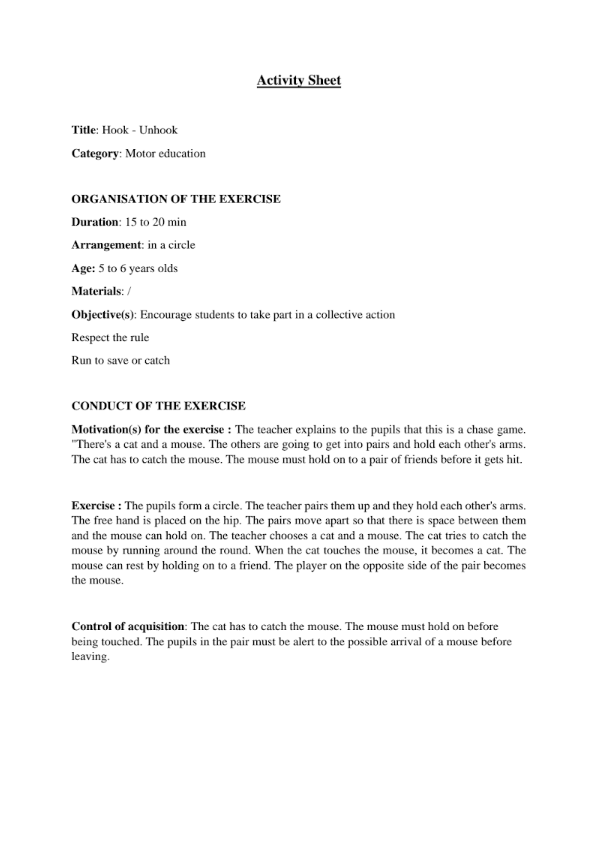 Activity Sheet
Title: Hook - Unhook
Category: Motor education
ORGANISATION OF THE EXERCISE
Duration: 15 to 20 min
Arrangement: in a circle
Age: 5 to 6 years olds
Materials: /
Objective(s): Encourage students to take part in a collective action
Respect the rule
Run to save or catch
CONDUCT OF THE EXERCISE
Motivation(s) for the exercise : The teacher explains to the pupils that this is a chase game.
"There's a cat and a mouse. The others are going to get into pairs and hold each other's arms.
The cat has to catch the mouse. The mouse must hold on to a pair of friends before it gets hit.
Exercise : The pupils form a circle. The teacher pairs them up and they hold each other's arms.
The free hand is placed on the hip. The pairs move apart so that there is space between them
and the mouse can hold on. The teacher chooses a cat and a mouse. The cat tries to catch the
mouse by running around the round. When the cat touches the mouse, it becomes a cat. The
mouse can rest by holding on to a friend. The player on the opposite side of the pair becomes
the mouse.
Control of acquisition: The cat has to catch the mouse. The mouse must hold on before
being touched. The pupils in the pair must be alert to the possible arrival of a mouse before
leaving.